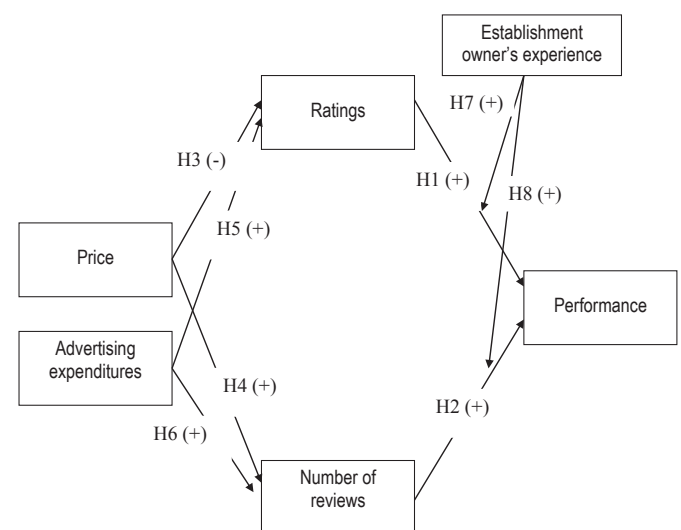 Establishment
owner's experience
H7 (+)
Ratings
H3 (-)
H1 (+)
H8 (+)
H5 (+)
Price
Performance
Advertising
expenditures
H4 (+)
H2 (+)
H6 (+)
Number of
reviews